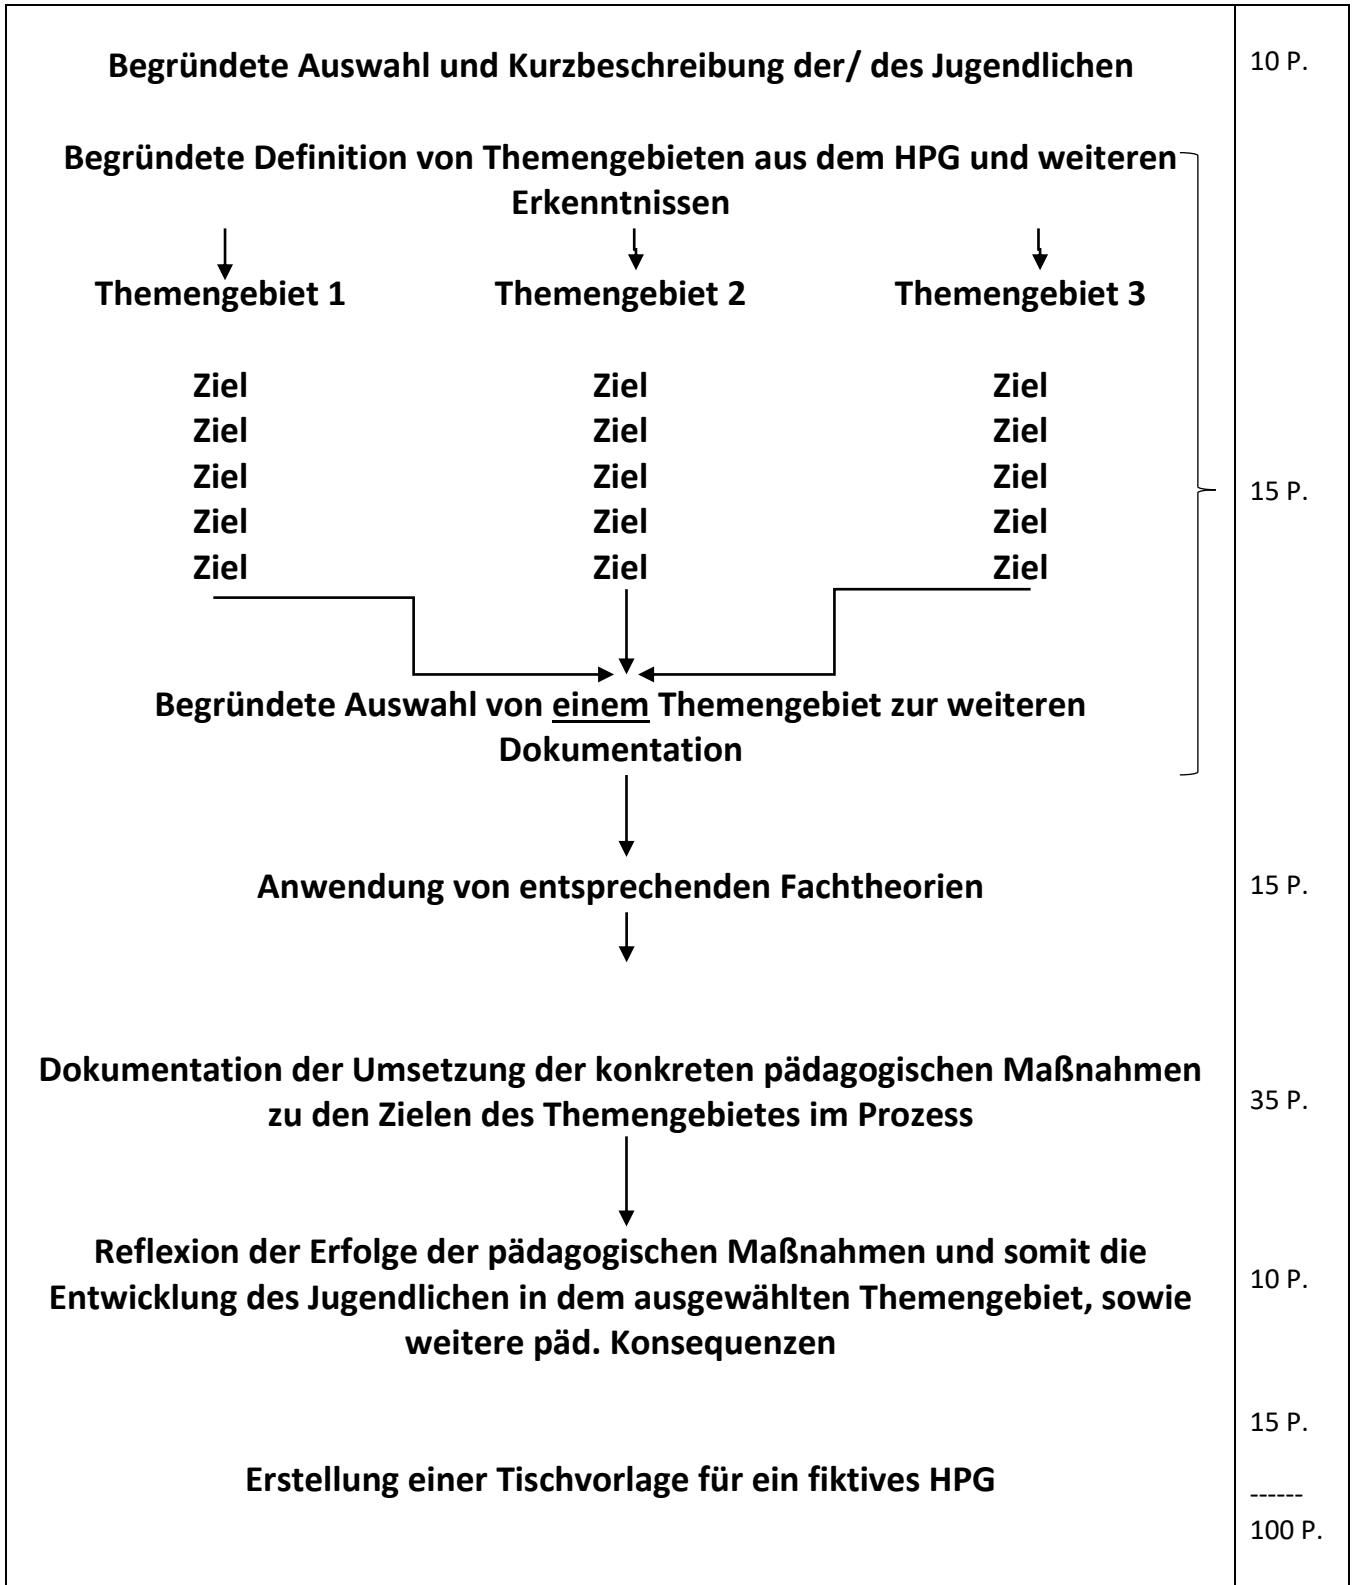 Begründete Auswahl und Kurzbeschreibung der/ des Jugendlichen
10 P.
Begründete Definition von Themengebieten aus dem HPG und weiteren
Erkenntnissen
Themengebiet 1 Themengebiet 2 Themengebiet 3
Ziel Ziel Ziel
Ziel Ziel Ziel
Ziel Ziel Ziel
15 P.
Ziel Ziel Ziel
Ziel Ziel Ziel
Begründete Auswahl von einem Themengebiet zur weiteren
Dokumentation
Anwendung von entsprechenden Fachtheorien
15 P.
Dokumentation der Umsetzung der konkreten pädagogischen Maßnahmen
zu den Zielen des Themengebietes im Prozess
35 P.
Reflexion der Erfolge der pädagogischen Maßnahmen und somit die
Entwicklung des Jugendlichen in dem ausgewählten Themengebiet, sowie
weitere päd. Konsequenzen
10 P.
15 P.
Erstellung einer Tischvorlage für ein fiktives HPG
------
100 P.